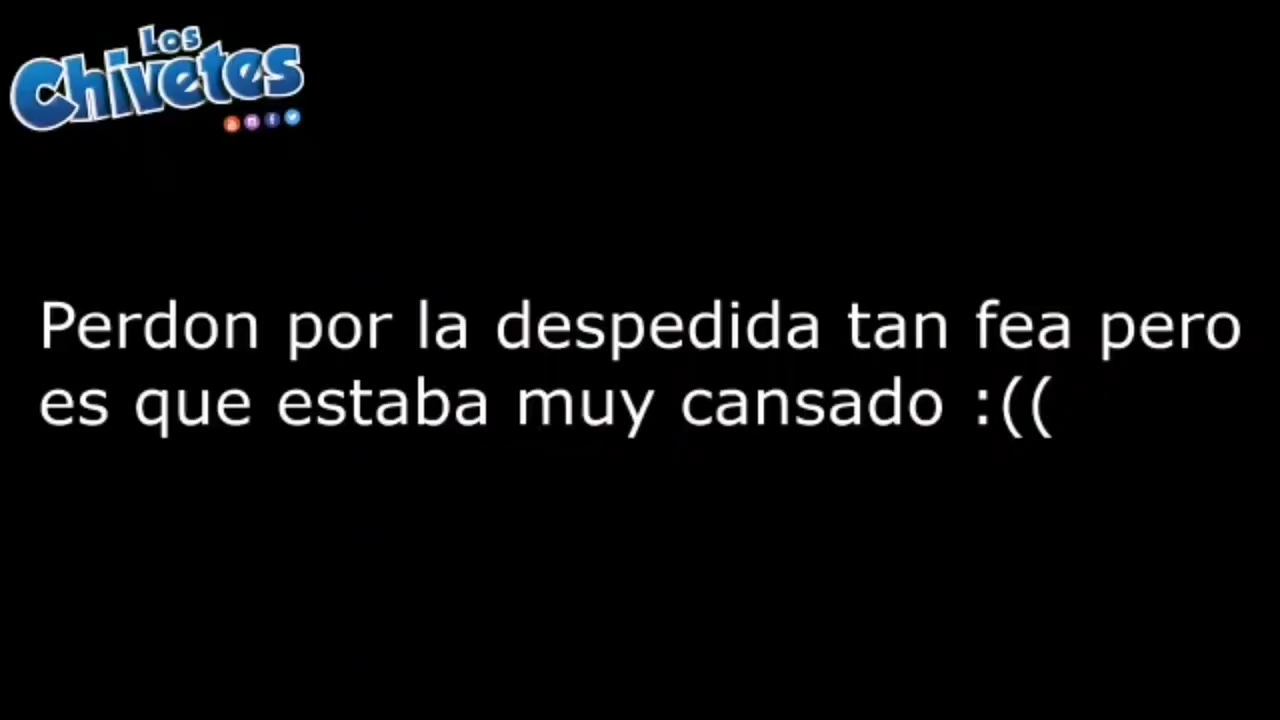 Los
Chivetes
Perdon por la despedida tan fea pero
es que estaba muy cansado :((